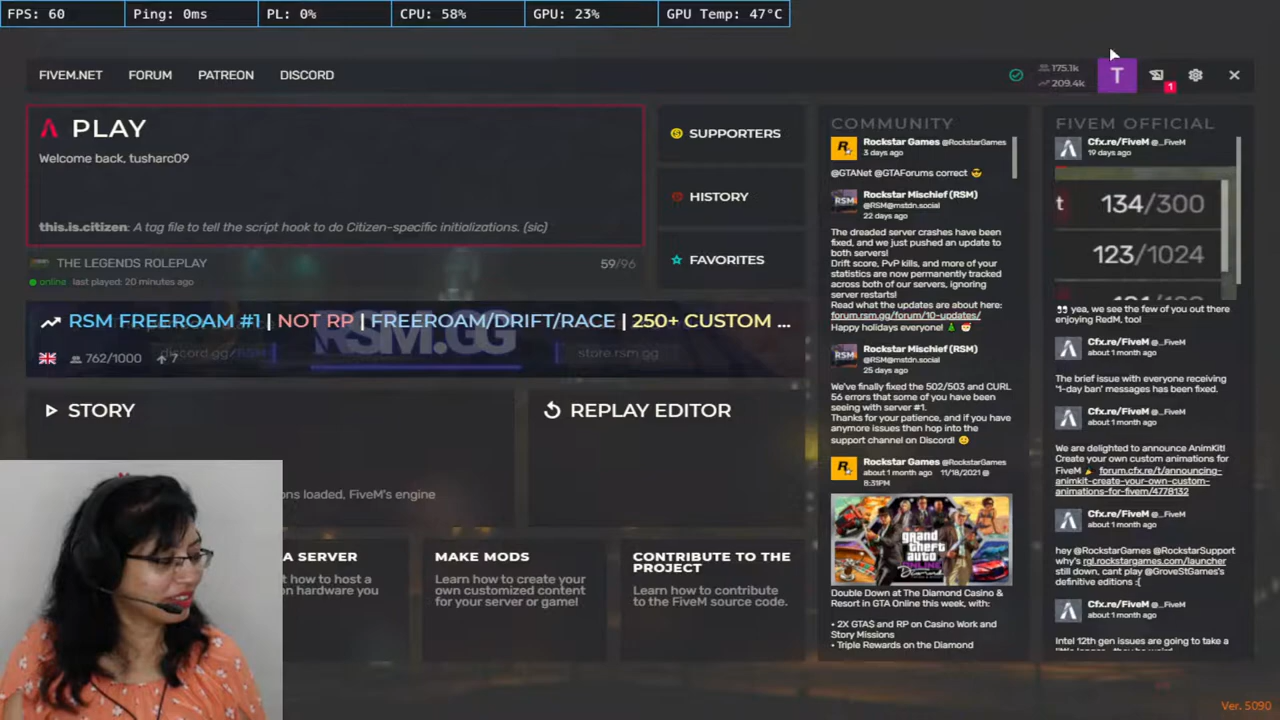 FPS: 60
Ping: 0ms
PL: 0%
CPU: 58%
GPU: 23%
GPU Temp: 47°C
FIVEM.NET
FORUM
PATREON
DISCORD
175.1k
209.4k
T
1
PLAY
Welcome back, tusharc09
this.is.citizen: A tag file to tell the script hook to do Citizen-specific initializations. (sic)
THE LEGENDS ROLEPLAY
59/96
online last played: 20 minutes ago
SUPPORTERS
HISTORY
FAVORITES
RSM FREEROAM #1 | NOT RP | FREEROAM/DRIFT/RACE | 250+ CUSTOM ...
762/1000
7
discord.gg/RSM
RSM.GG
store.rsm.gg
STORY
ons loaded, FiveM's engine
REPLAY EDITOR
A SERVER
t how to host a
n hardware you
MAKE MODS
Learn how to create your
own customized content
for your server or game!
CONTRIBUTE TO THE
PROJECT
Learn how to contribute
to the FiveM source code.
COMMUNITY
Rockstar Games @RockstarGames
3 days ago
@GTANet @GTAForums correct 😎
RSM
Rockstar Mischief (RSM)
@RSM@mstdn.social
22 days ago
The dreaded server crashes have been
fixed, and we just pushed an update to
both servers!
Drift score, PvP kills, and more of your
statistics are now permanently tracked
across both of our servers, ignoring
server restarts!
Read what the updates are about here:
forum.rsm.gg/forum/10-updates/
Happy holidays everyone! 🎄 🎅
RSM
Rockstar Mischief (RSM)
@RSM@mstdn.social
25 days ago
We've finally fixed the 502/503 and CURL
56 errors that some of you have been
seeing with server #1.
Thanks for your patience, and if you have
anymore issues then hop into the
support channel on Discord! 😊
Rockstar Games @RockstarGames
about 1 month ago 11/18/2021 @
8:31PM
grand
theft
auto
ONLINE
Double Down at The Diamond Casino &
Resort in GTA Online this week, with:
• 2X GTA$ and RP on Casino Work and
Story Missions
• Triple Rewards on the Diamond
FIVEM OFFICIAL
Cfx.re/FiveM @_FiveM
19 days ago
t 134/300
123/1024
👀 yea, we see the few of you out there
enjoying RedM, too!
Cfx.re/FiveM @_FiveM
about 1 month ago
The brief issue with everyone receiving
'1-day ban' messages has been fixed.
Cfx.re/FiveM @_FiveM
about 1 month ago
We are delighted to announce AnimKit!
Create your own custom animations for
FiveM 🎉 forum.cfx.re/t/announcing-
animkit-create-your-own-custom-
animations-for-fivem/4778132
Cfx.re/FiveM @_FiveM
about 1 month ago
hey @RockstarGames @RockstarSupport
why's rgl.rockstargames.com/launcher
still down, cant play @GroveStGames's
definitive editions :(
Cfx.re/FiveM @_FiveM
about 1 month ago
Intel 12th gen issues are going to take a
Ver. 5090